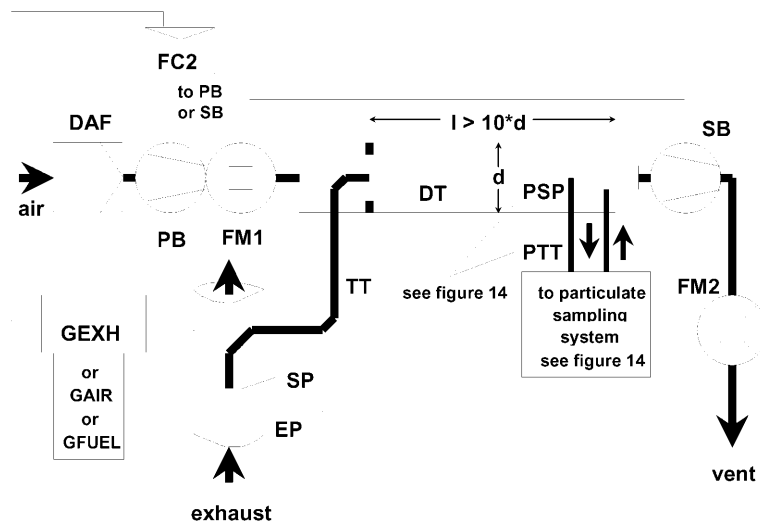 FC2
to PB
or SB
l > 10*d
DAF
SB
air
d
DT
PSP
PB
FM1
PTT
TT
see figure 14
FM2
to particulate
sampling
system
see figure 14
GEXH
or
GAIR
or
GFUEL
SP
EP
vent
exhaust